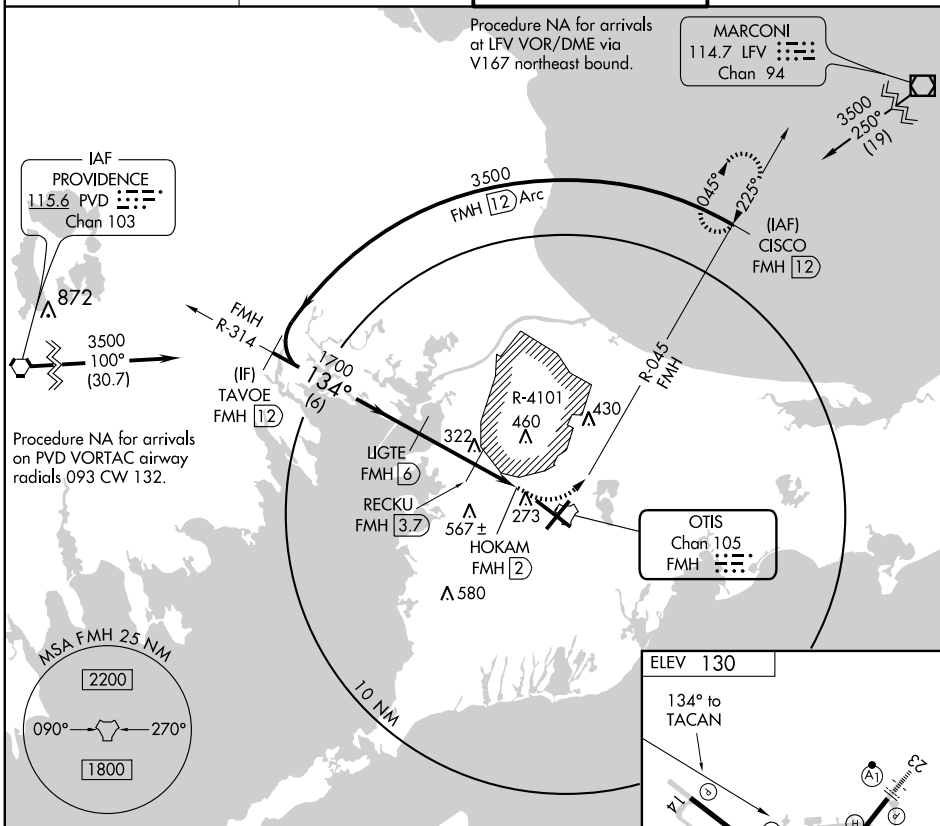 Procedure NA for arrivals
at LFV VOR/DME via
V167 northeast bound.
MARCONI
114.7 LFV
Chan 94
3500
250°
(19)
IAF
PROVIDENCE
115.6 PVD
Chan 103
872
3500
100°
(30.7)
3500
FMH 12 Arc
045°
225°
(IAF)
CISCO
FMH 12
FMH
R-314
(IF)
TAVOE
FMH 12
1700
134°
(6)
R-4101
460
430
322
R-045
FMH
Procedure NA for arrivals
on PVD VORTAC airway
radials 093 CW 132.
LIGTE
FMH 6
RECKU
FMH 3.7
567 ±
273
HOKAM
FMH 2
580
OTIS
Chan 105
FMH
MSA FMH 25 NM
2200
090°
270°
1800
10 NM
ELEV 130
134° to
TACAN
14
P
A1
23
H
P